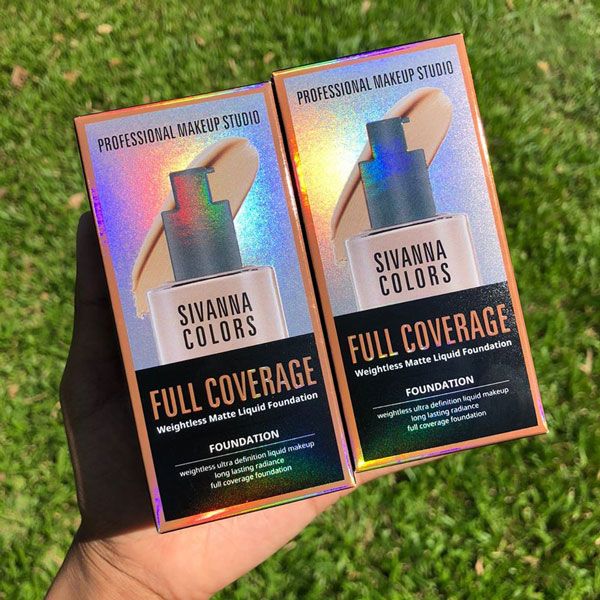 PROFESSIONAL MAKEUP STUDIO
SIVANNA
COLORS
FULL COVERAGE
Weightless Matte Liquid Foundation
FOUNDATION
weightless ultra definition liquid makeup
long lasting radiance
full coverage foundation
PROFESSIONAL MAKEUP STUDIO
SIVANNA
COLORS
FULL COVERAGE
Weightless Matte Liquid Foundation
FOUNDATION
weightless ultra definition liquid makeup
long lasting radiance
full coverage foundation